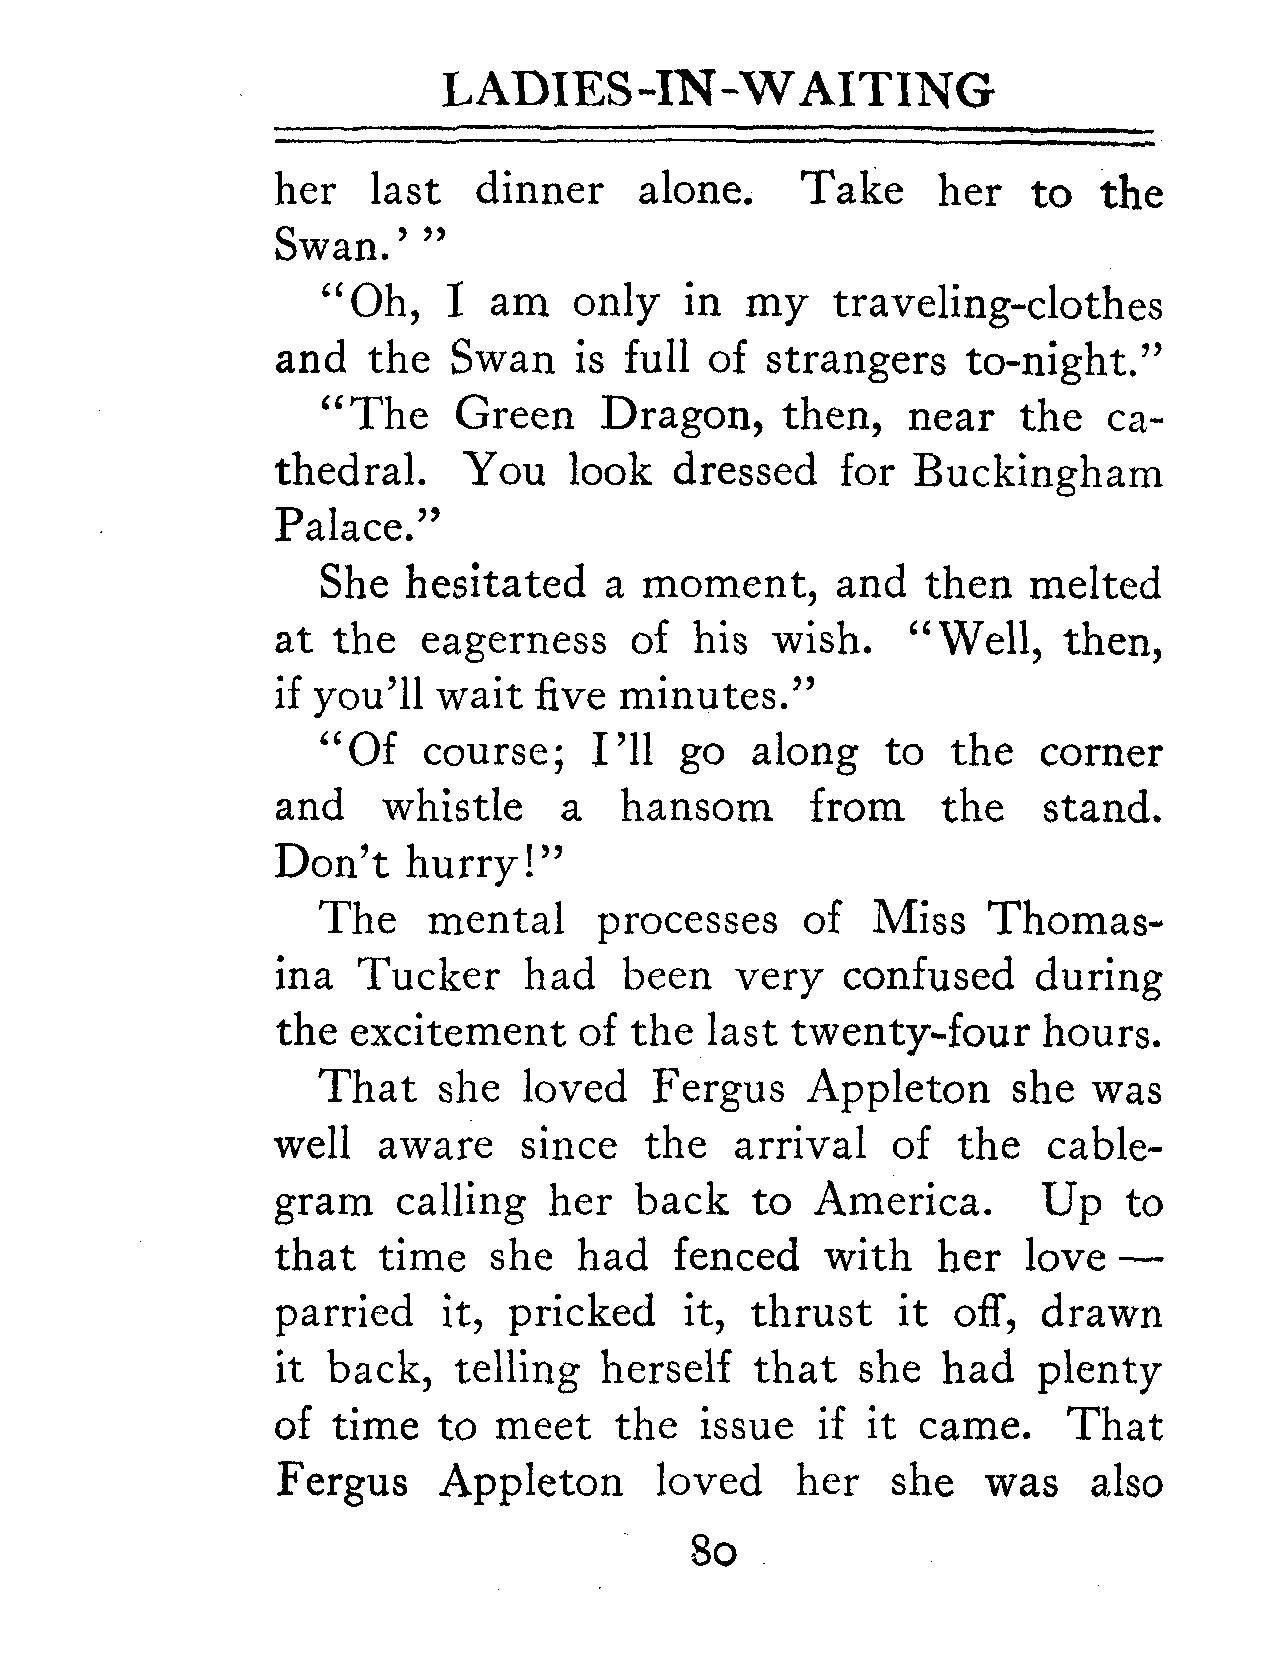 LADIES-IN-WAITING
her last dinner alone. Take her to the
Swan.' ”
“Oh, I am only in my traveling-clothes
and the Swan is full of strangers to-night.”
“The Green Dragon, then, near the ca-
thedral. You look dressed for Buckingham
Palace.”
She hesitated a moment, and then melted
at the eagerness of his wish. “Well, then,
if you'll wait five minutes.”
“Of course; I'll go along to the corner
and whistle a hansom from the stand.
Don't hurry!”
The mental processes of Miss Thomas-
ina Tucker had been very confused during
the excitement of the last twenty-four hours.
That she loved Fergus Appleton she was
well aware since the arrival of the cable-
gram calling her back to America. Up to
that time she had fenced with her love —
parried it, pricked it, thrust it off, drawn
it back, telling herself that she had plenty
of time to meet the issue if it came. That
Fergus Appleton loved her she was also
80